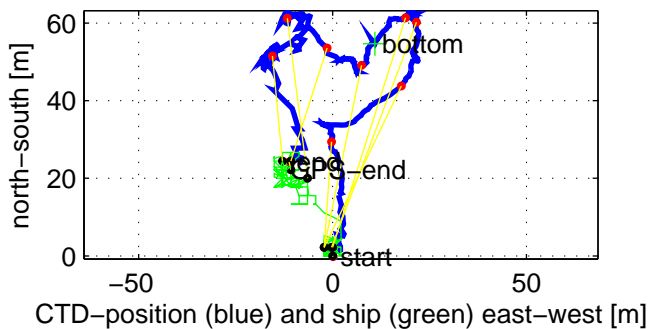 60
40
20
0
north−south [m]
bottom
end
GPS−end
start
−50
0
50
CTD−position (blue) and ship (green) east−west [m]